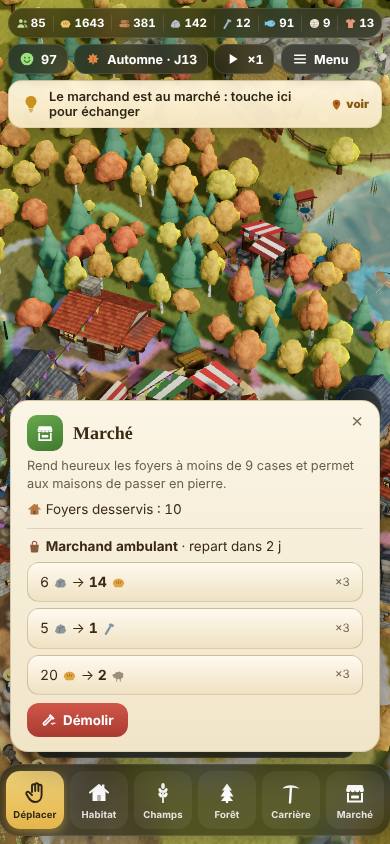 85 1643 381 142 12 91 9 13
97 Automne · J13 ×1 Menu
Le marchand est au marché : touche ici
pour échanger
voir
Marché
×
Rend heureux les foyers à moins de 9 cases et permet
aux maisons de passer en pierre.
Foyers desservis : 10
Marchand ambulant · repart dans 2 j
6 → 14 ×3
5 → 1 ×3
20 → 2 ×3
Démolir
Déplacer Habitat Champs Forêt Carrière Marché